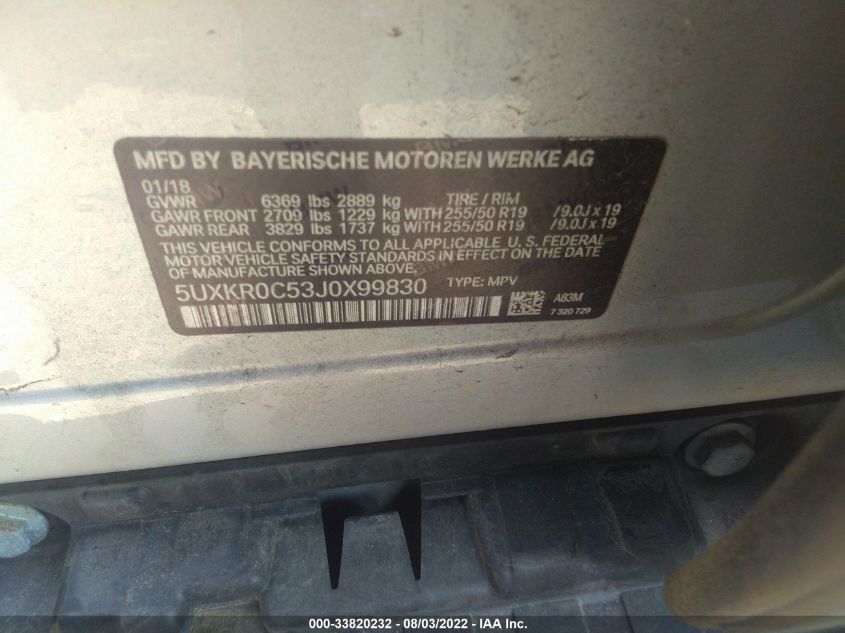 MFD BY BAYERISCHE MOTOREN WERKE AG
01/18
GVWR 6369 lbs 2889 kg TIRE / RIM
GAWR FRONT 2709 lbs 1229 kg WITH 255/50 R19 /9.0J x 19
GAWR REAR 3829 lbs 1737 kg WITH 255/50 R19 /9.0J x 19
THIS VEHICLE CONFORMS TO ALL APPLICABLE U. S. FEDERAL
MOTOR VEHICLE SAFETY STANDARDS IN EFFECT ON THE
DATE OF MANUFACTURE SHOWN ABOVE.
5UXKR0C53J0X99830 TYPE: MPV
A83M
7 320 729
000-33820232 - 08/03/2022 - IAA Inc.